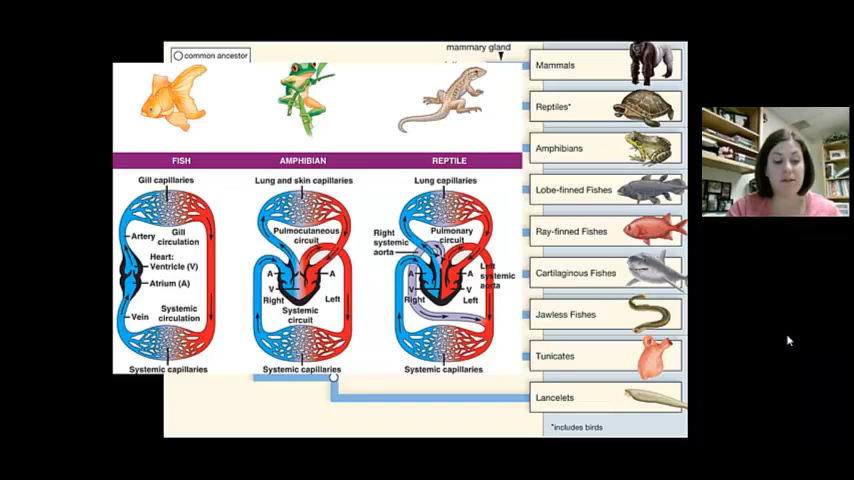 mammary gland
common ancestor
FISH
AMPHIBIAN
REPTILE
Gill capillaries
Artery
Gill
circulation
Heart:
Ventricle (V)
Atrium (A)
Vein
Systemic
circulation
Systemic capillaries
Lung and skin capillaries
Pulmocutaneous
circuit
A
A
V
Right
Left
Systemic
circuit
Systemic capillaries
Lung capillaries
Right
systemic
aorta
Pulmonary
circuit
A
A
V
Right
Left
Left
systemic
aorta
Systemic capillaries
Mammals
Reptiles*
Amphibians
Lobe-finned Fishes
Ray-finned Fishes
Cartilaginous Fishes
Jawless Fishes
Tunicates
Lancelets
*includes birds